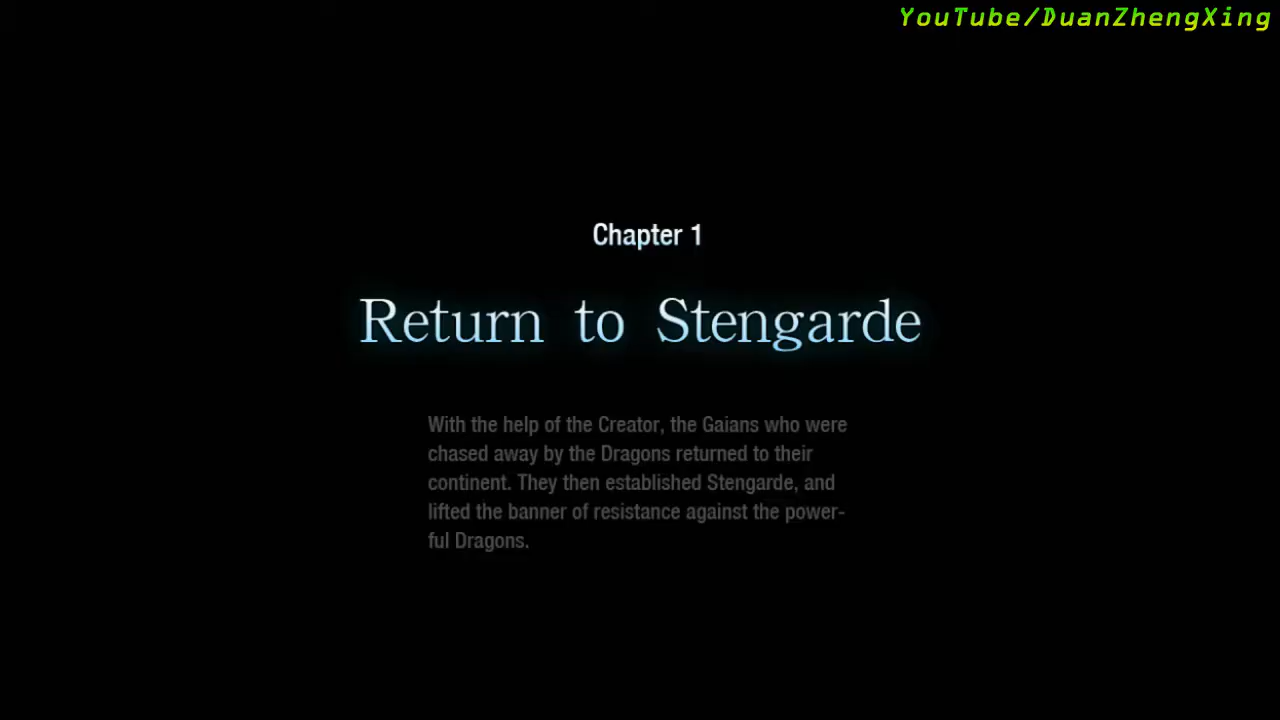 YouTube/DuanZhengXing
Chapter 1
Return to Stengarde
With the help of the Creator, the Gaians who were
chased away by the Dragons returned to their
continent. They then established Stengarde, and
lifted the banner of resistance against the power-
ful Dragons.